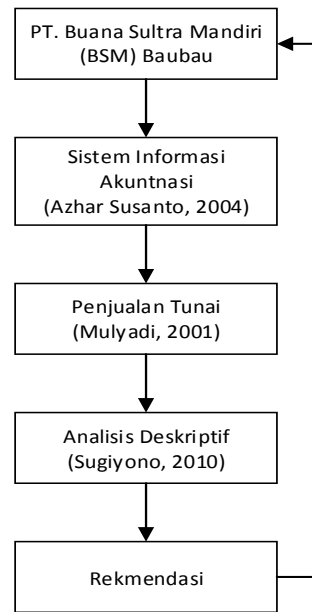 PT. Buana Sultra Mandiri
(BSM) Baubau
Sistem Informasi
Akuntnasi
(Azhar Susanto, 2004)
Penjualan Tunai
(Mulyadi, 2001)
Analisis Deskriptif
(Sugiyono, 2010)
Rekmendasi